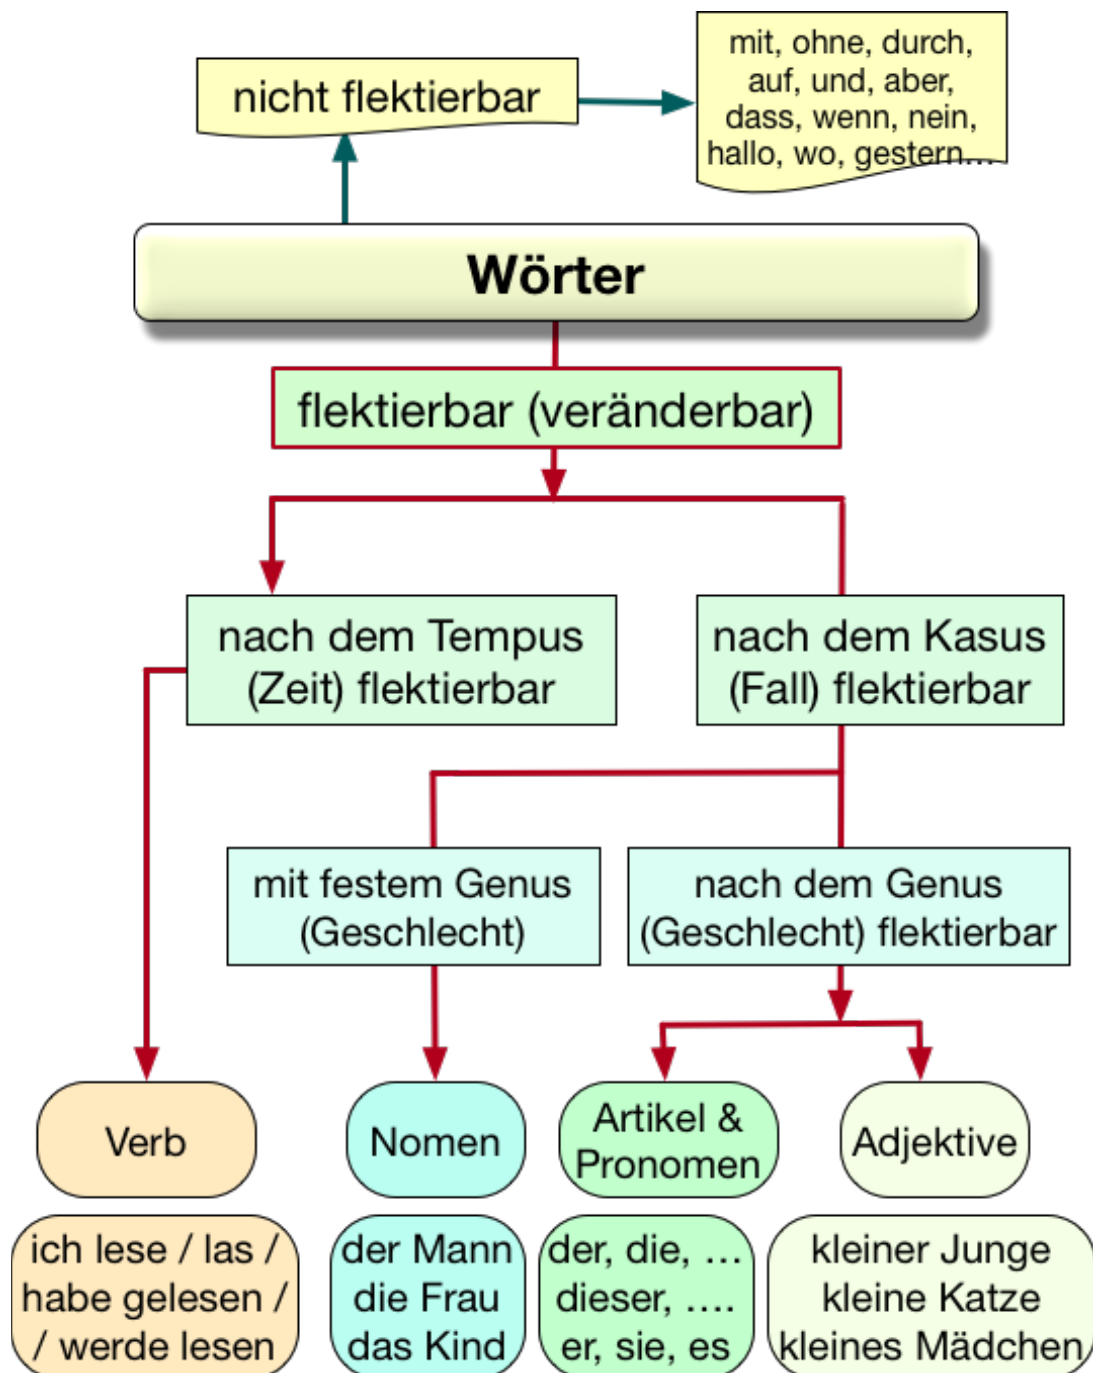 mit, ohne, durch,
auf, und, aber,
dass, wenn, nein,
hallo, wo, gestern…
nicht flektierbar
Wörter
flektierbar (veränderbar)
nach dem Tempus
(Zeit) flektierbar
nach dem Kasus
(Fall) flektierbar
mit festem Genus
(Geschlecht)
nach dem Genus
(Geschlecht) flektierbar
Verb
Nomen
Artikel &
Pronomen
Adjektive
ich lese / las /
habe gelesen /
/ werde lesen
der Mann
die Frau
das Kind
der, die, …
dieser, ….
er, sie, es
kleiner Junge
kleine Katze
kleines Mädchen